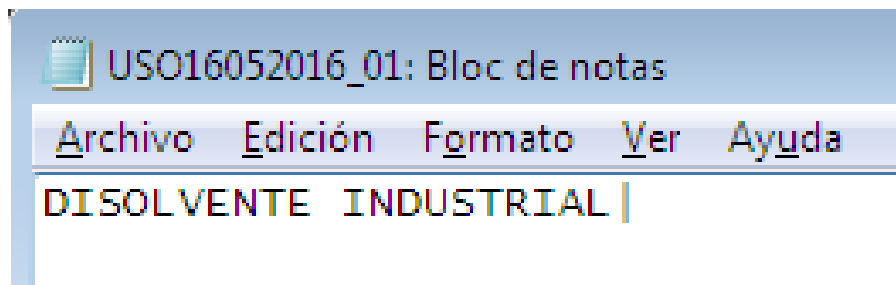 USO16052016_01: Bloc de notas
Archivo Edición Formato Ver Ayuda
DISOLVENTE INDUSTRIAL